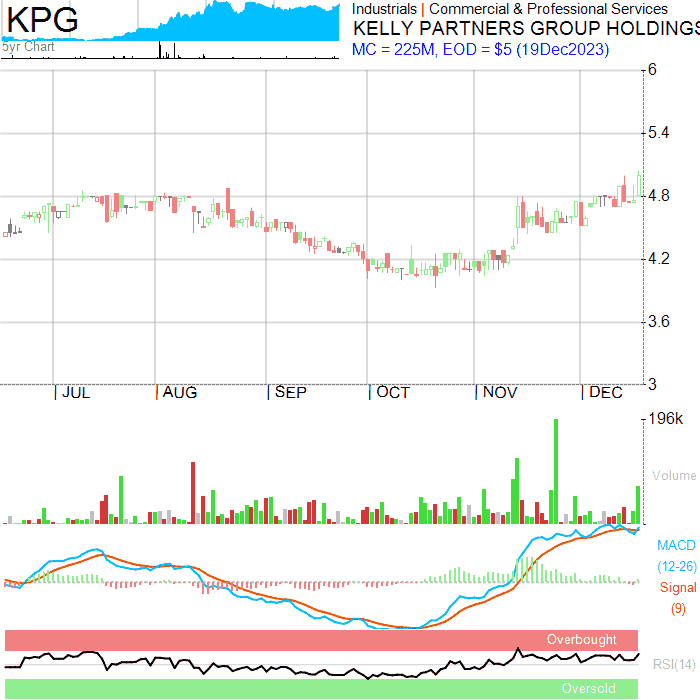 KPG
5yr Chart
Industrials | Commercial & Professional Services
KELLY PARTNERS GROUP HOLDINGS
MC = 225M, EOD = $5 (19Dec2023)
6
5.4
4.8
4.2
3.6
3
| JUL | AUG | SEP | OCT | NOV | DEC
196k
Volume
MACD
(12-26)
Signal
(9)
Overbought
RSI(14)
Oversold